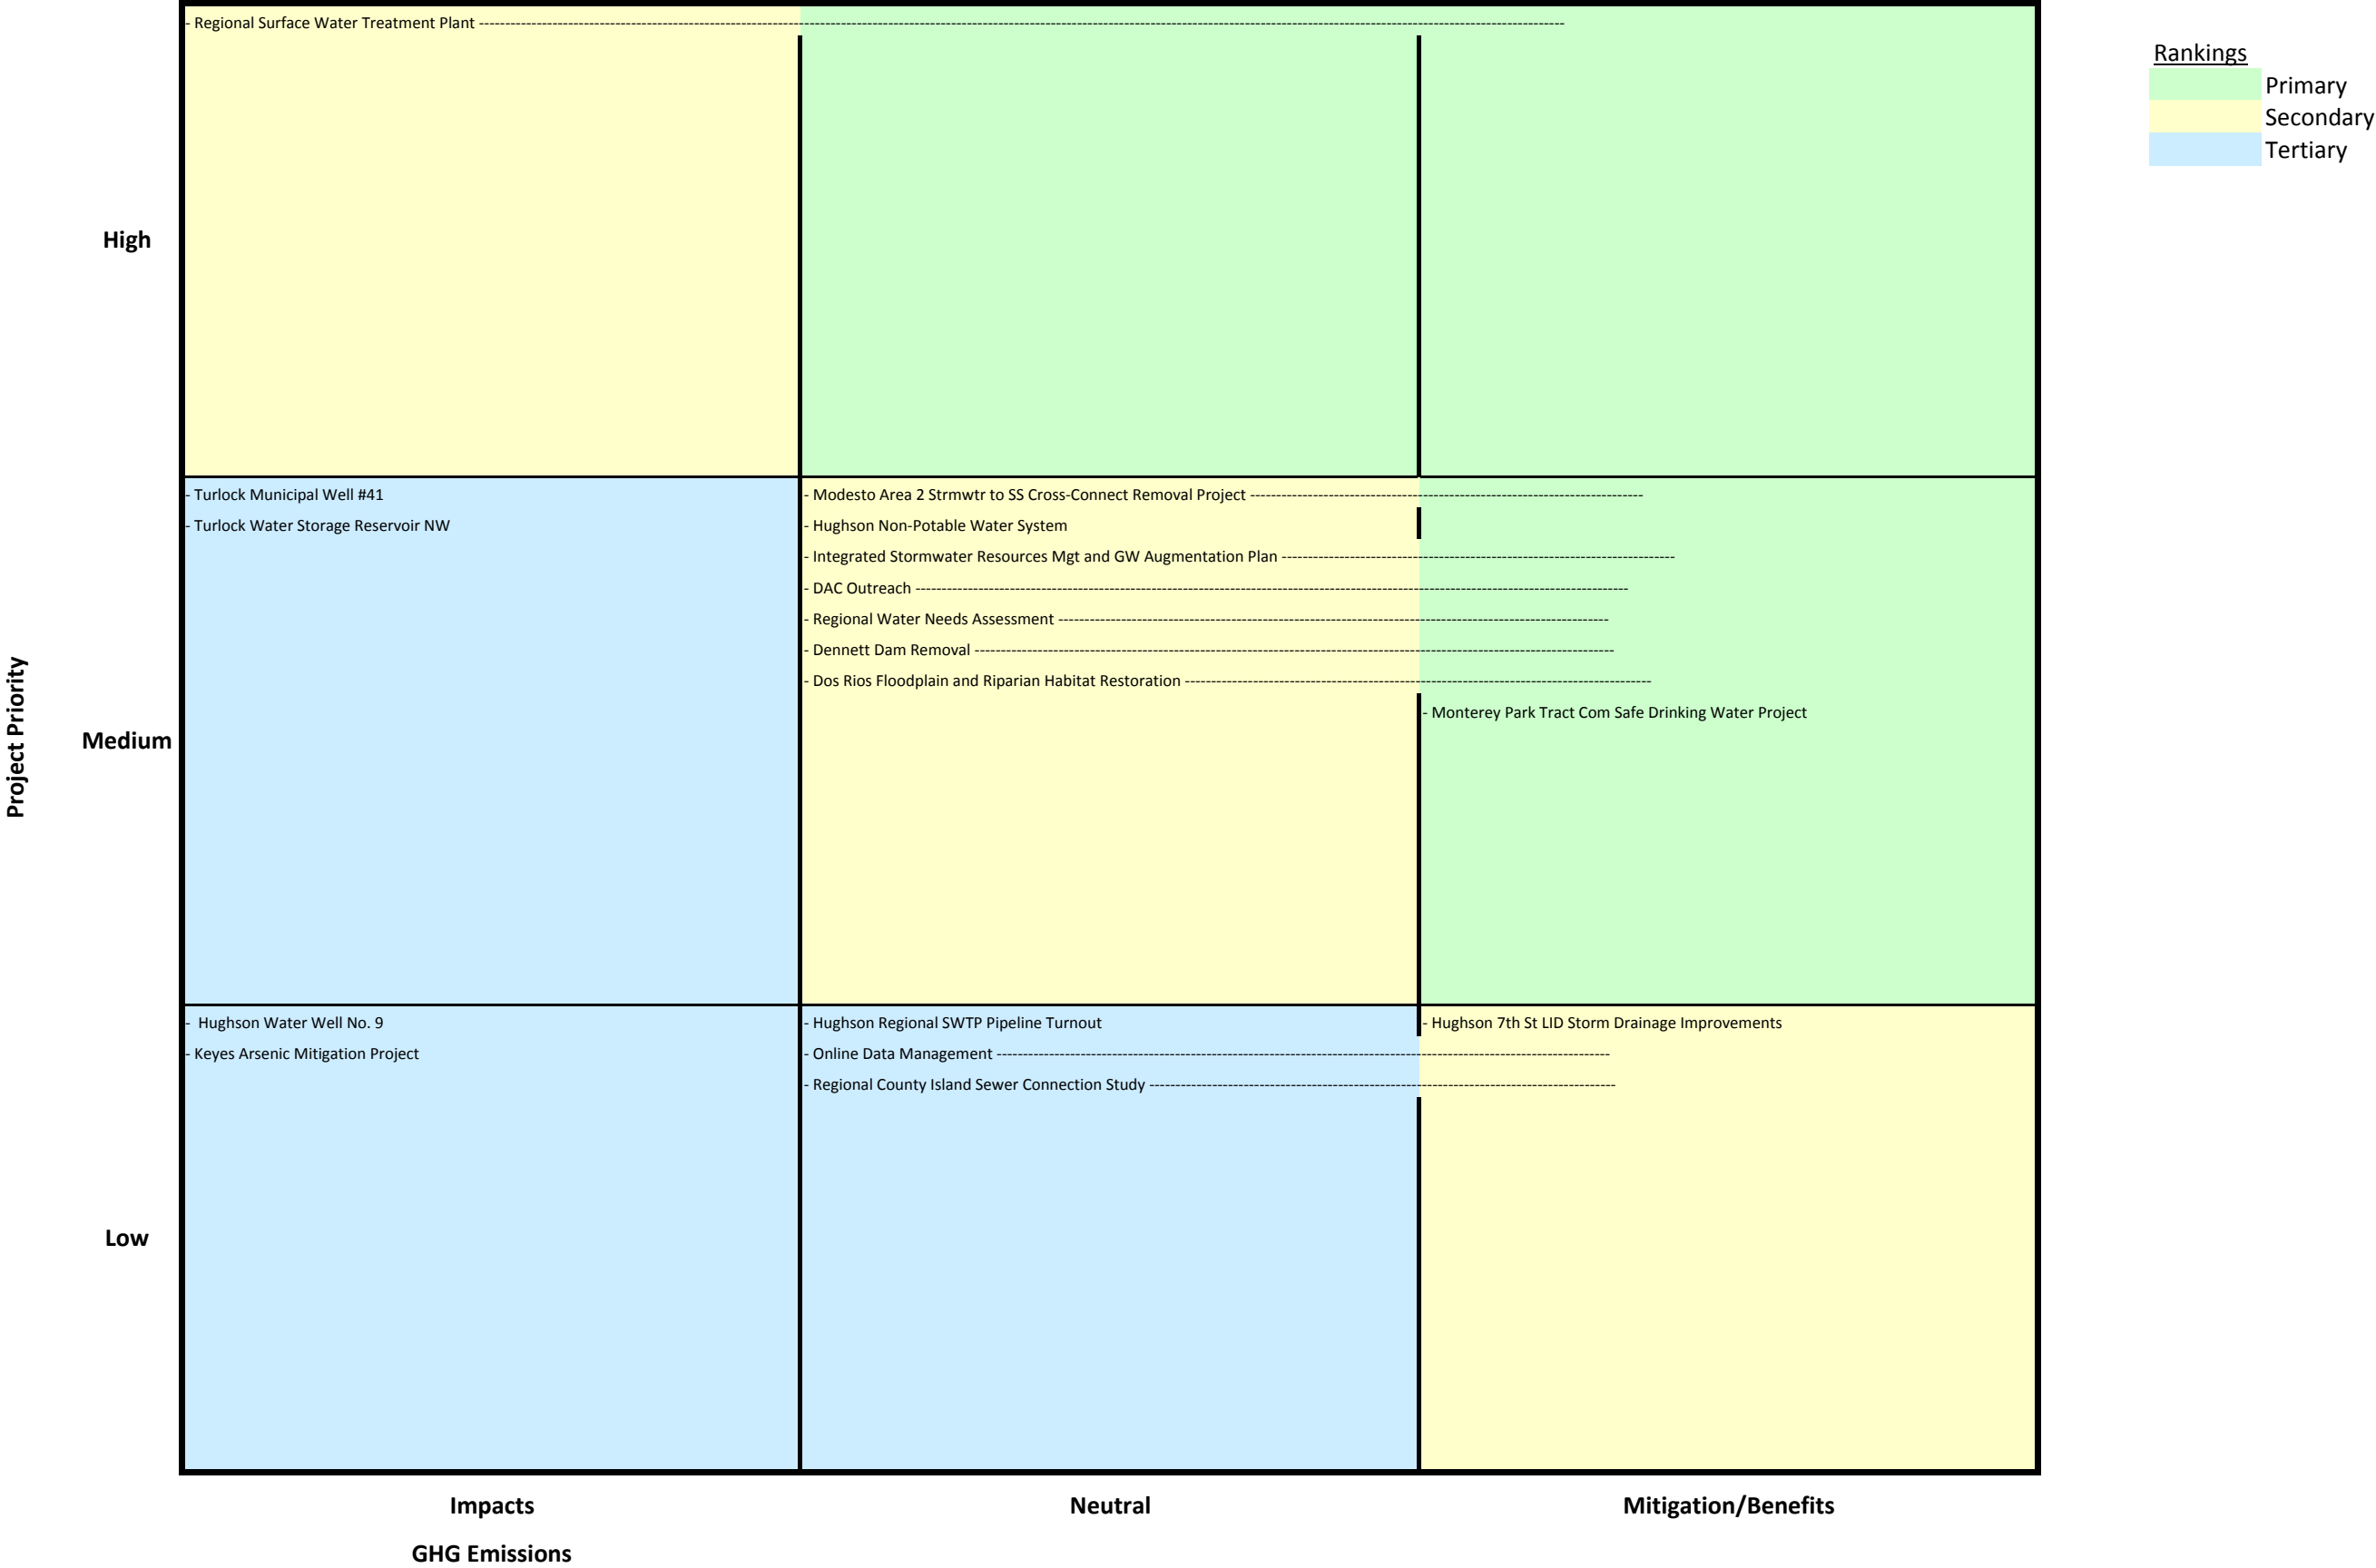 - Regional Surface Water Treatment Plant ------------------------------------------------------------
Rankings
Primary
Secondary
Tertiary
High
- Turlock Municipal Well #41
- Turlock Water Storage Reservoir NW
- Modesto Area 2 Strmwtr to SS Cross-Connect Removal Project ------------------------------
- Hughson Non-Potable Water System
- Integrated Stormwater Resources Mgt and GW Augmentation Plan ------------------------------
- DAC Outreach ------------------------------
- Regional Water Needs Assessment ------------------------------
- Dennett Dam Removal ------------------------------
- Dos Rios Floodplain and Riparian Habitat Restoration ------------------------------
- Monterey Park Tract Com Safe Drinking Water Project
Project Priority
Medium
- Hughson Water Well No. 9
- Keyes Arsenic Mitigation Project
- Hughson Regional SWTP Pipeline Turnout
- Online Data Management ------------------------------
- Regional County Island Sewer Connection Study ------------------------------
- Hughson 7th St LID Storm Drainage Improvements
Low
Impacts
Neutral
Mitigation/Benefits
GHG Emissions